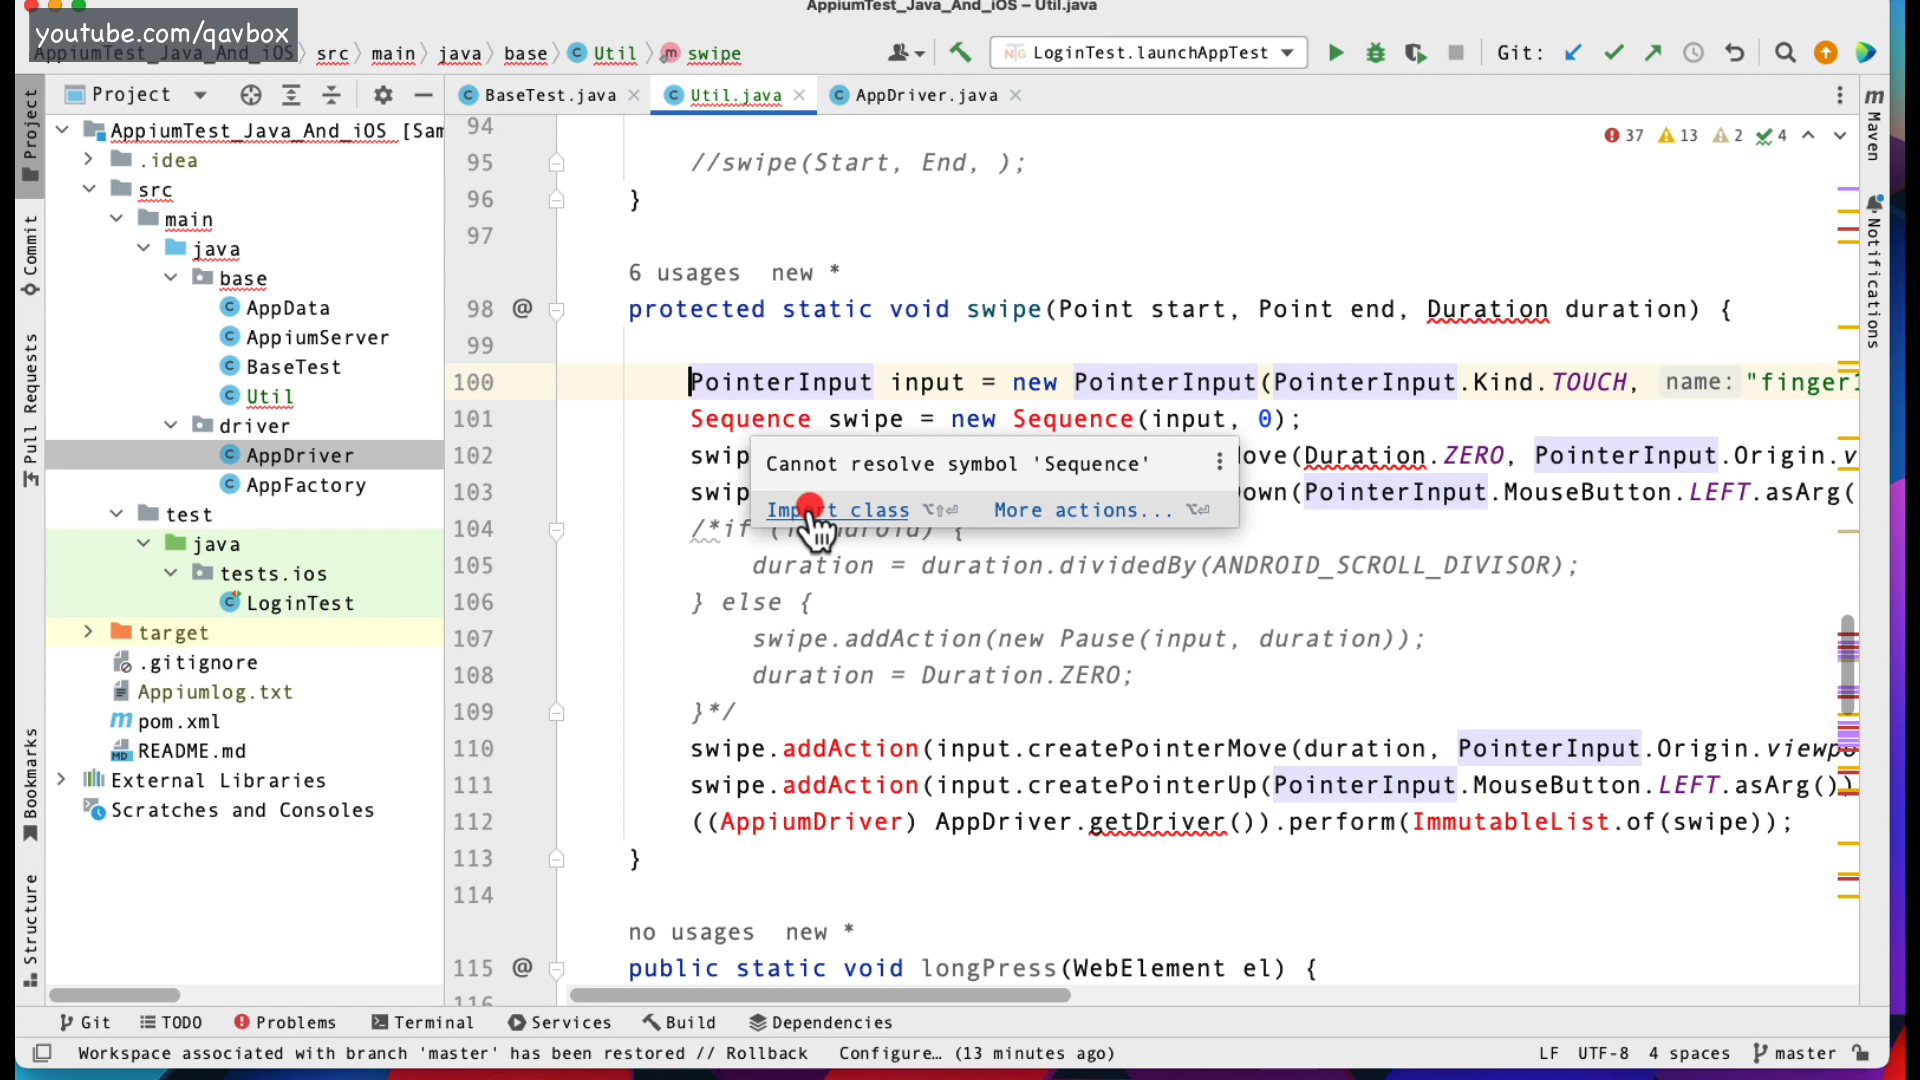 AppiumTest_Java_And_iOS – Util.java
youtube.com/qavbox
AppiumTest_Java_And_iOS src main java base Util swipe
LoginTest.launchAppTest Git:
Project
BaseTest.java Util.java AppDriver.java
Project
Commit
Pull Requests
Bookmarks
Structure
AppiumTest_Java_And_iOS [Sam
.idea
src
main
java
base
AppData
AppiumServer
BaseTest
Util
driver
AppDriver
AppFactory
test
java
tests.ios
LoginTest
target
.gitignore
Appiumlog.txt
pom.xml
README.md
External Libraries
Scratches and Consoles
37 13 2 4
94
95 //swipe(Start, End, );
96 }
97
6 usages new *
98 @ protected static void swipe(Point start, Point end, Duration duration) {
99
100 PointerInput input = new PointerInput(PointerInput.Kind.TOUCH, name: "finger1
101 Sequence swipe = new Sequence(input, 0);
102 swip ove(Duration.ZERO, PointerInput.Origin.v
Cannot resolve symbol 'Sequence'
103 swip own(PointerInput.MouseButton.LEFT.asArg(
Import class ⌥⇧⏎ More actions... ⌥⏎
104 /*if ( ) {
105 duration = duration.dividedBy(ANDROID_SCROLL_DIVISOR);
106 } else {
107 swipe.addAction(new Pause(input, duration));
108 duration = Duration.ZERO;
109 }*/
110 swipe.addAction(input.createPointerMove(duration, PointerInput.Origin.viewpo
111 swipe.addAction(input.createPointerUp(PointerInput.MouseButton.LEFT.asArg())
112 ((AppiumDriver) AppDriver.getDriver()).perform(ImmutableList.of(swipe));
113 }
114
no usages new *
115 @ public static void longPress(WebElement el) {
116
m Maven
Notifications
Git TODO Problems Terminal Services Build Dependencies
Workspace associated with branch 'master' has been restored // Rollback Configure… (13 minutes ago) LF UTF-8 4 spaces master